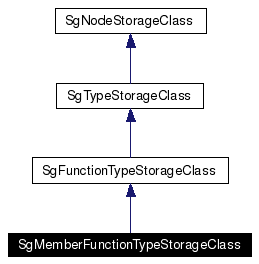 SgNodeStorageClass
SgTypeStorageClass
SgFunctionTypeStorageClass
SgMemberFunctionTypeStorageClass